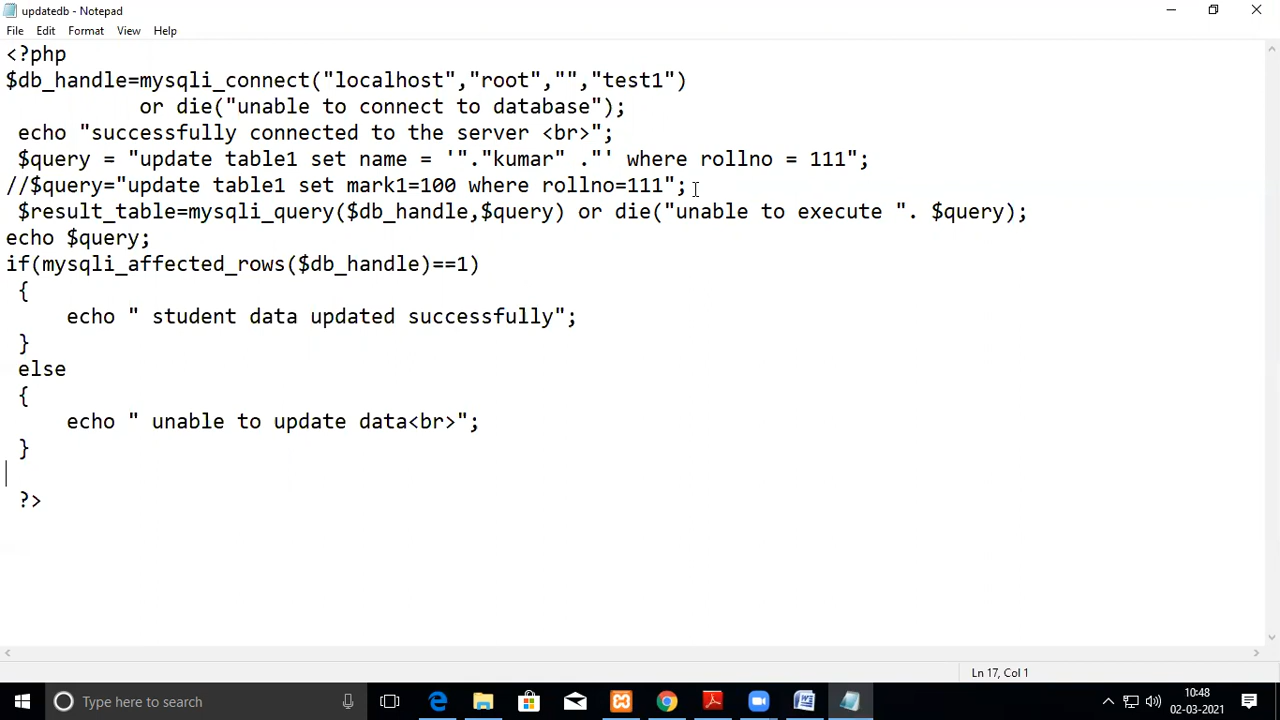 updatedb - Notepad
File Edit Format View Help
<?php
$db_handle=mysqli_connect("localhost","root","","test1")
or die("unable to connect to database");
echo "successfully connected to the server <br>";
$query = "update table1 set name = '"."kumar" ."' where rollno = 111";
//$query="update table1 set mark1=100 where rollno=111";
$result_table=mysqli_query($db_handle,$query) or die("unable to execute ". $query);
echo $query;
if(mysqli_affected_rows($db_handle)==1)
{
echo " student data updated successfully";
}
else
{
echo " unable to update data<br>";
}
?>
Ln 17, Col 1
Type here to search
10:48
02-03-2021